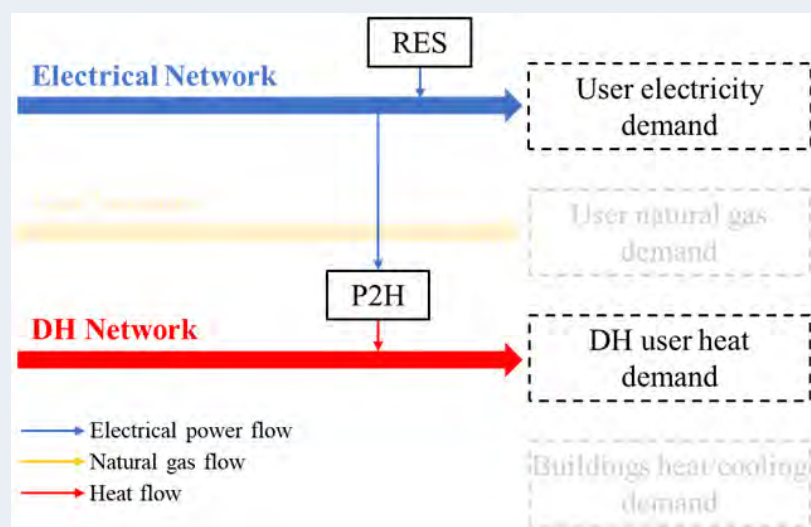 RES
Electrical Network
User electricity
demand
User natural gas
demand
P2H
DH Network
DH user heat
demand
Electrical power flow
Natural gas flow
Heat flow
Buildings heat/cooling
demand